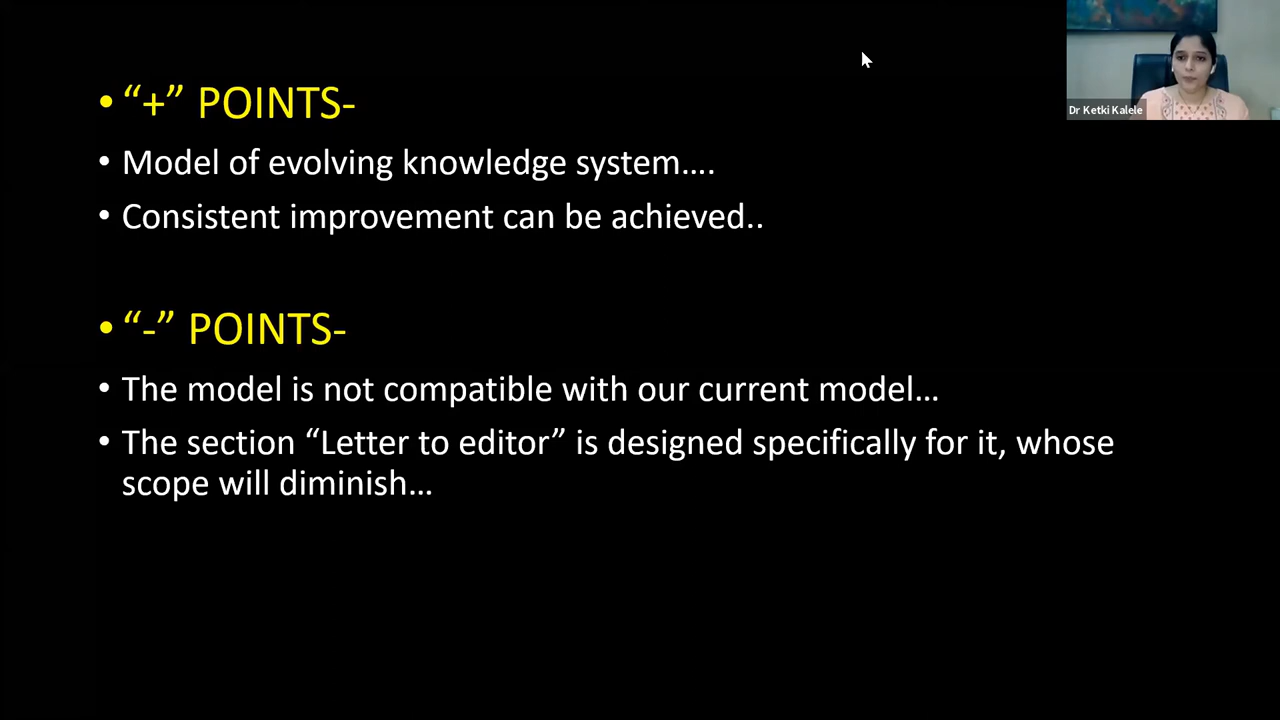 Dr Ketki Kalele
• “+” POINTS-
• Model of evolving knowledge system….
• Consistent improvement can be achieved..
• “-” POINTS-
• The model is not compatible with our current model…
• The section “Letter to editor” is designed specifically for it, whose
scope will diminish…